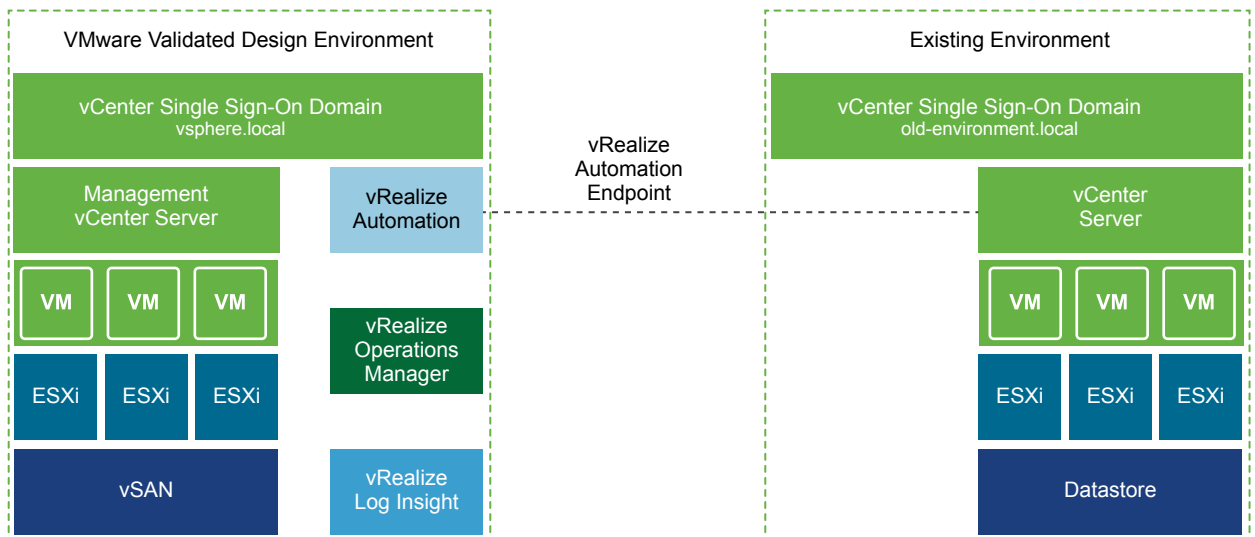 VMware Validated Design Environment
vCenter Single Sign-On Domain
vsphere.local
Management
vCenter Server
vRealize
Automation
VM VM VM
vRealize
Operations
Manager
ESXi ESXi ESXi
vSAN
vRealize
Log Insight
vRealize
Automation
Endpoint
Existing Environment
vCenter Single Sign-On Domain
old-environment.local
vCenter
Server
VM VM VM
ESXi ESXi ESXi
Datastore